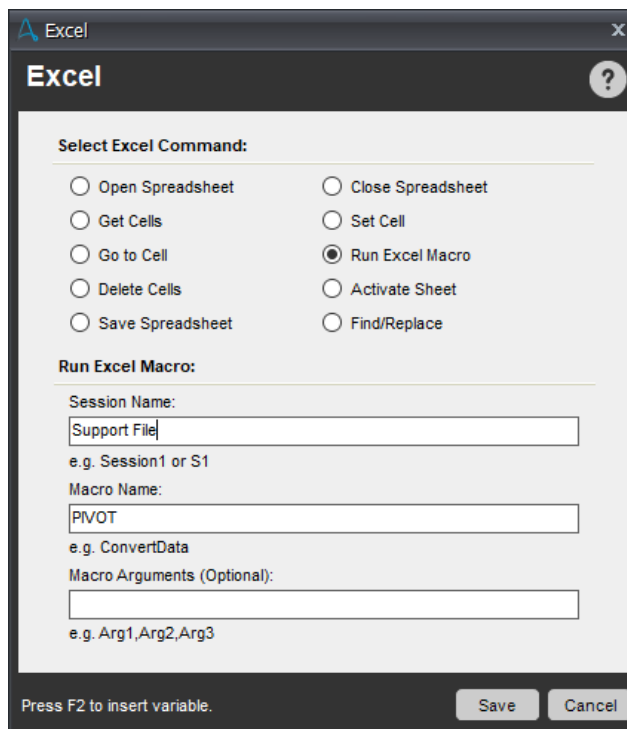 Excel
x
Excel
?
Select Excel Command:
Open Spreadsheet
Close Spreadsheet
Get Cells
Set Cell
Go to Cell
Run Excel Macro
Delete Cells
Activate Sheet
Save Spreadsheet
Find/Replace
Run Excel Macro:
Session Name:
Support File
e.g. Session1 or S1
Macro Name:
PIVOT
e.g. ConvertData
Macro Arguments (Optional):
e.g. Arg1,Arg2,Arg3
Press F2 to insert variable.
Save
Cancel